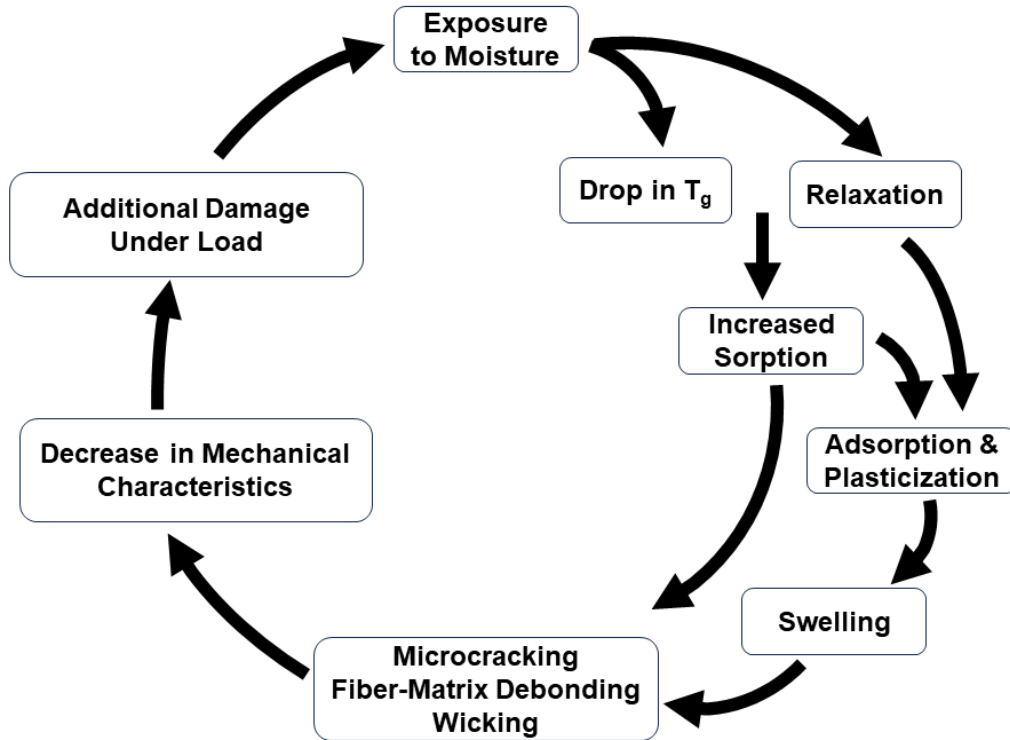 Exposure
to Moisture
Drop in Tg
Relaxation
Increased
Sorption
Adsorption &
Plasticization
Swelling
Microcracking
Fiber-Matrix Debonding
Wicking
Decrease in Mechanical
Characteristics
Additional Damage
Under Load